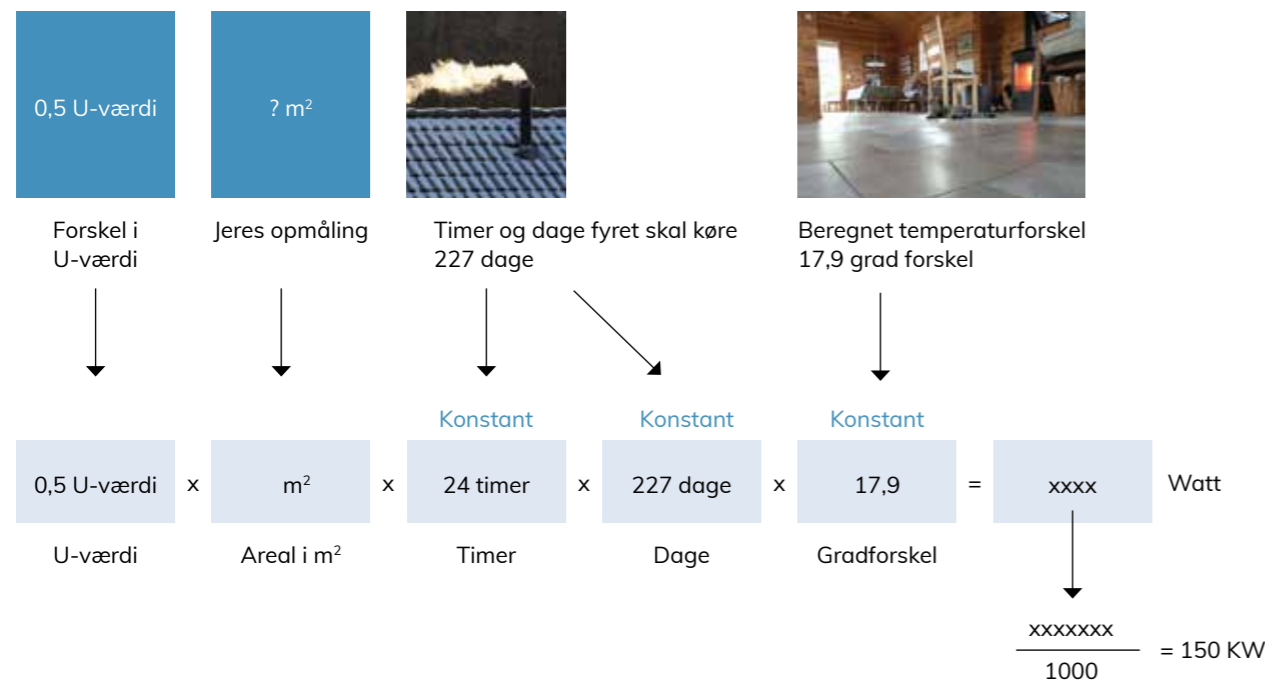 0,5 U-værdi
? m²
Forskel i
U-værdi
Jeres opmåling
Timer og dage fyret skal køre
227 dage
Beregnet temperaturforskel
17,9 grad forskel
Konstant
Konstant
Konstant
0,5 U-værdi x m² x 24 timer x 227 dage x 17,9 = xxxx Watt
U-værdi
Areal i m²
Timer
Dage
Gradforskel
xxxxxxx
1000
= 150 KW